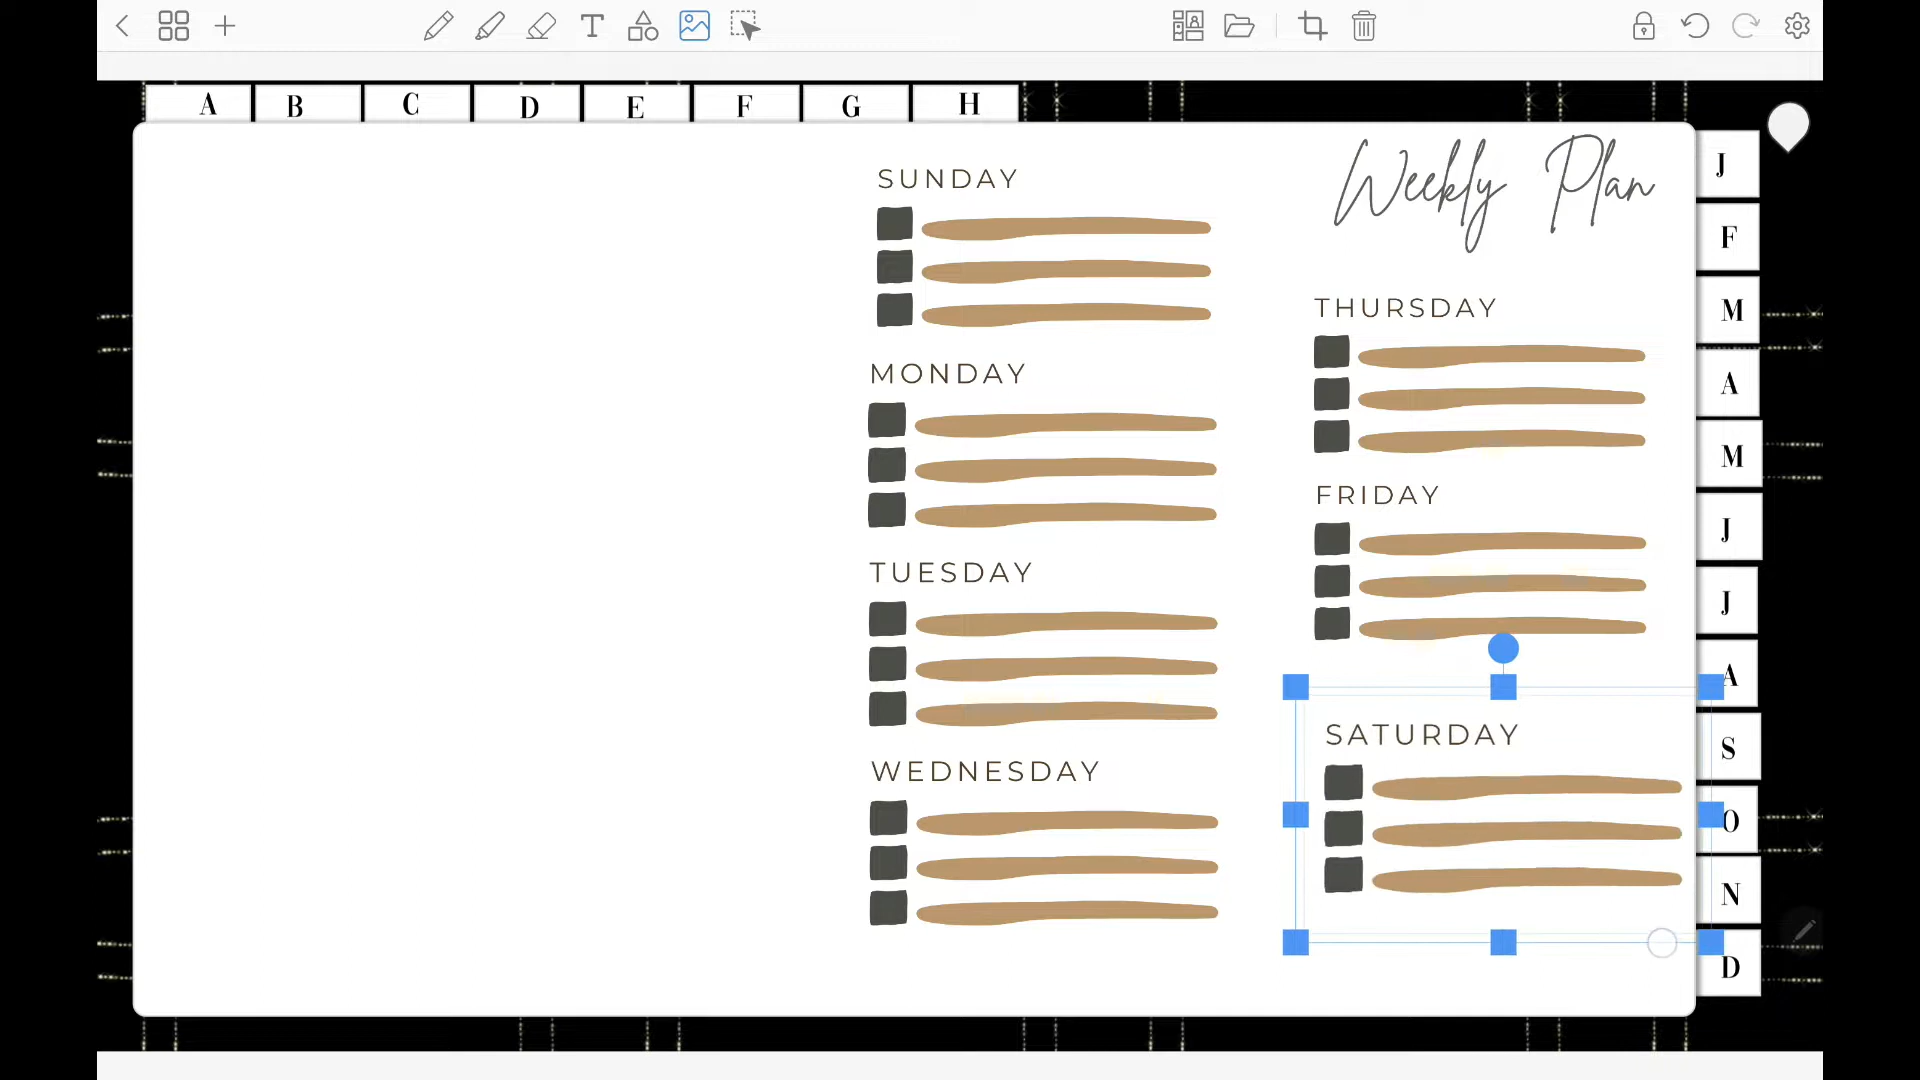 A B C D E F G H
Weekly Plan
SUNDAY
MONDAY
TUESDAY
WEDNESDAY
THURSDAY
FRIDAY
SATURDAY
J
F
M
A
M
J
J
A
S
O
N
D
T